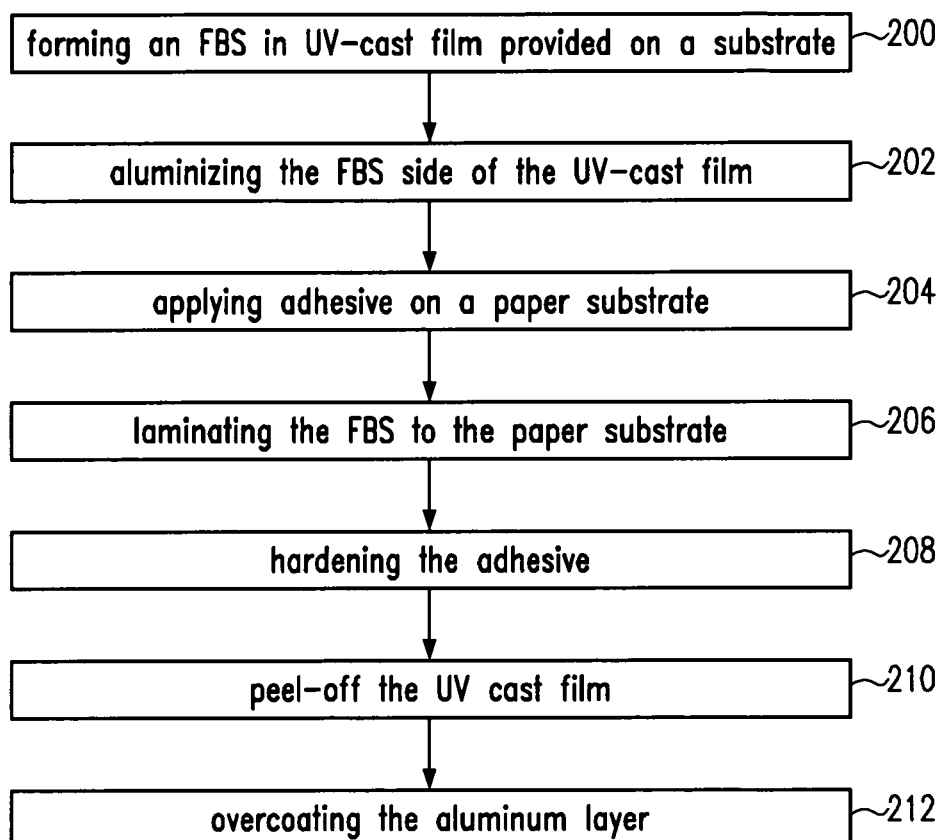 forming an FBS in UV-cast film provided on a substrate 200
aluminizing the FBS side of the UV-cast film 202
applying adhesive on a paper substrate 204
laminating the FBS to the paper substrate 206
hardening the adhesive 208
peel-off the UV cast film 210
overcoating the aluminum layer 212